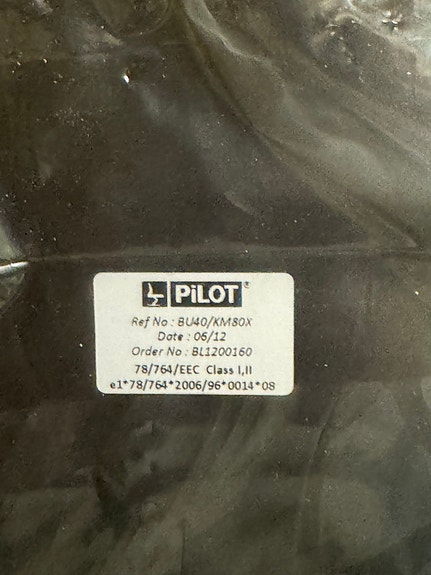 PiLOT®
Ref No : BU40/KM80X
Date : 06/12
Order No : BL1200160
78/764/EEC Class I,II
e1*78/764*2006/96*0014*08